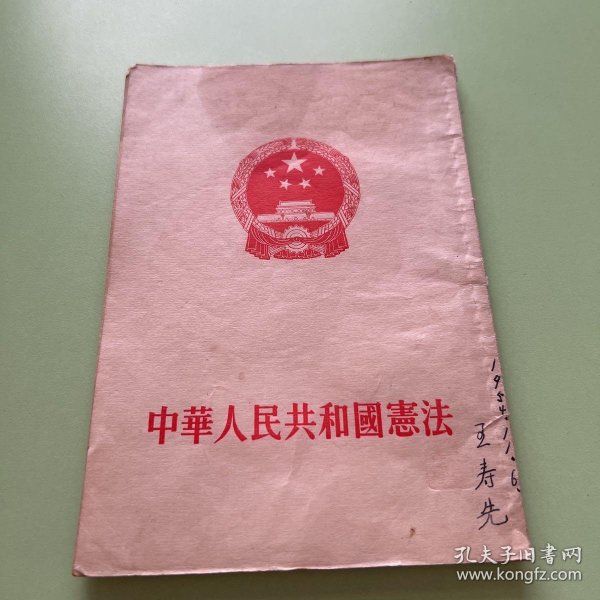 中華人民共和國憲法
1954.11.6.
王寿先
孔夫子旧书网
www.kongfz.com